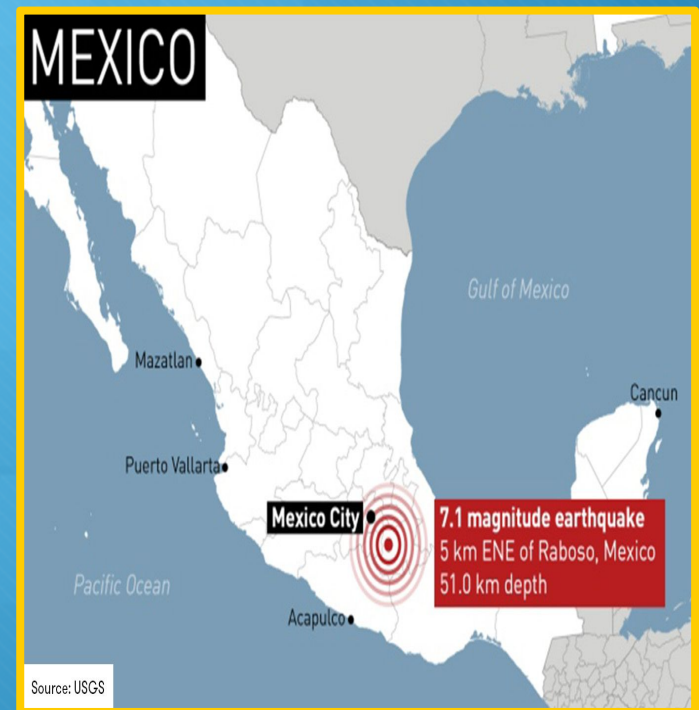 MEXICO
Gulf of Mexico
Mazatlan
Cancun
Puerto Vallarta
Mexico City
7.1 magnitude earthquake
5 km ENE of Raboso, Mexico
51.0 km depth
Pacific Ocean
Acapulco
Source: USGS